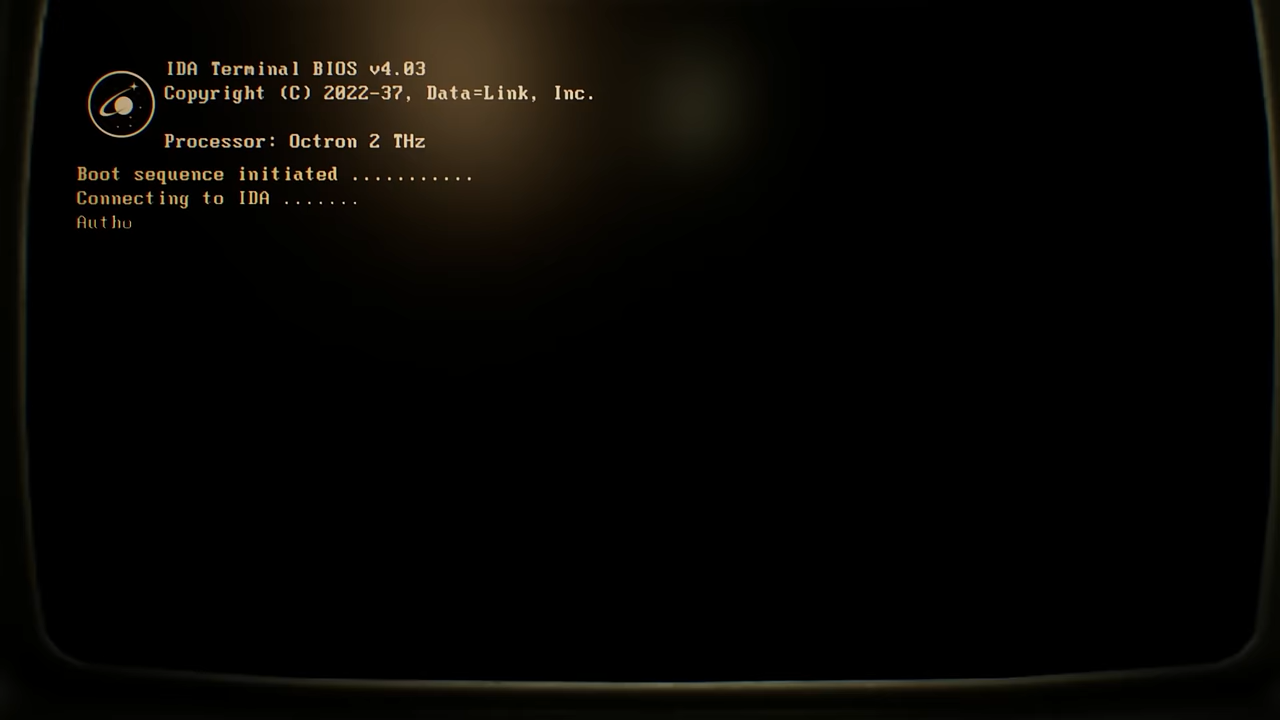 IDA Terminal BIOS v4.03
Copyright (C) 2022-37, Data=Link, Inc.
Processor: Octron 2 THz
Boot sequence initiated ...........
Connecting to IDA .......